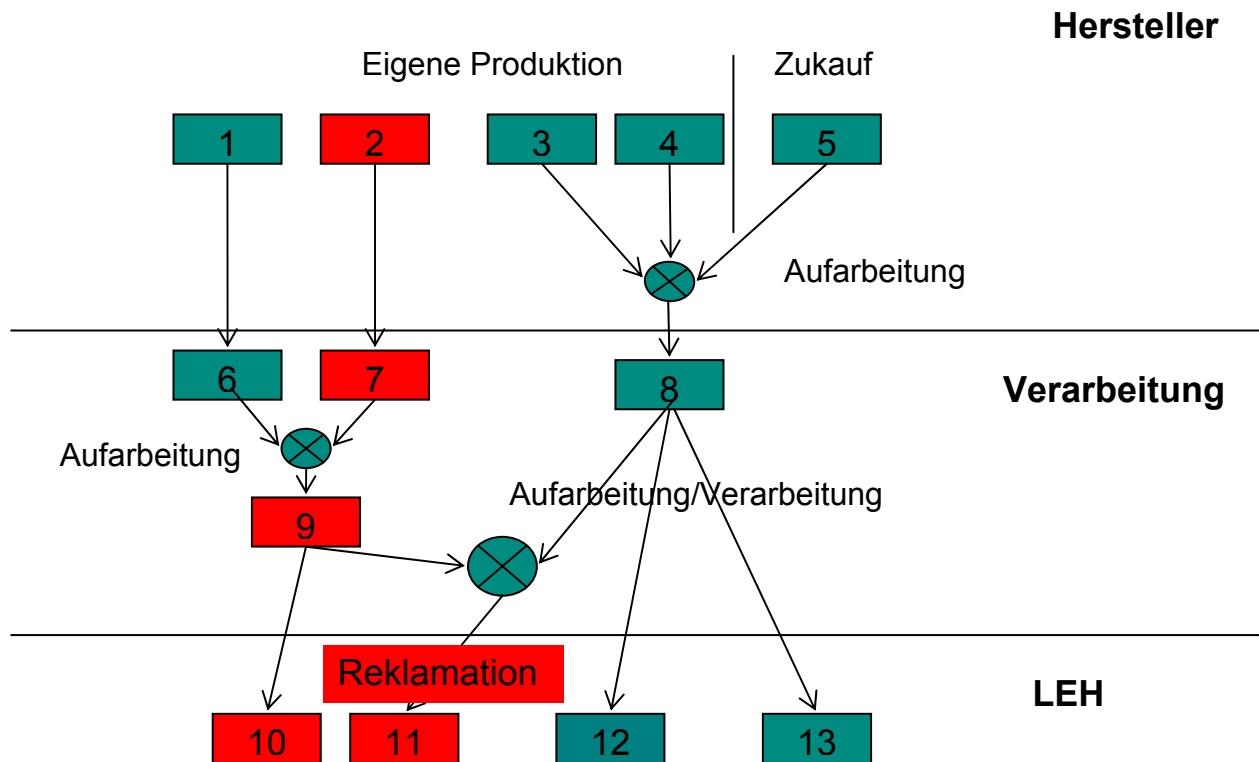 Hersteller
Eigene Produktion
Zukauf
1
2
3
4
5
Aufarbeitung
6
7
8
Verarbeitung
Aufarbeitung
Aufarbeitung/Verarbeitung
9
Reklamation
LEH
10
11
12
13